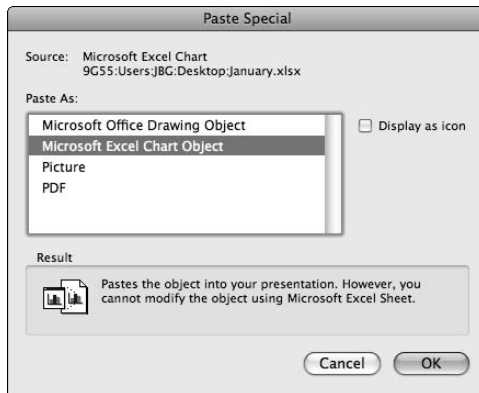 Paste Special
Source: Microsoft Excel Chart
9G55:Users:JBG:Desktop:January.xlsx
Paste As:
Microsoft Office Drawing Object
Display as icon
Microsoft Excel Chart Object
Picture
PDF
Result
Pastes the object into your presentation. However, you
cannot modify the object using Microsoft Excel Sheet.
Cancel OK